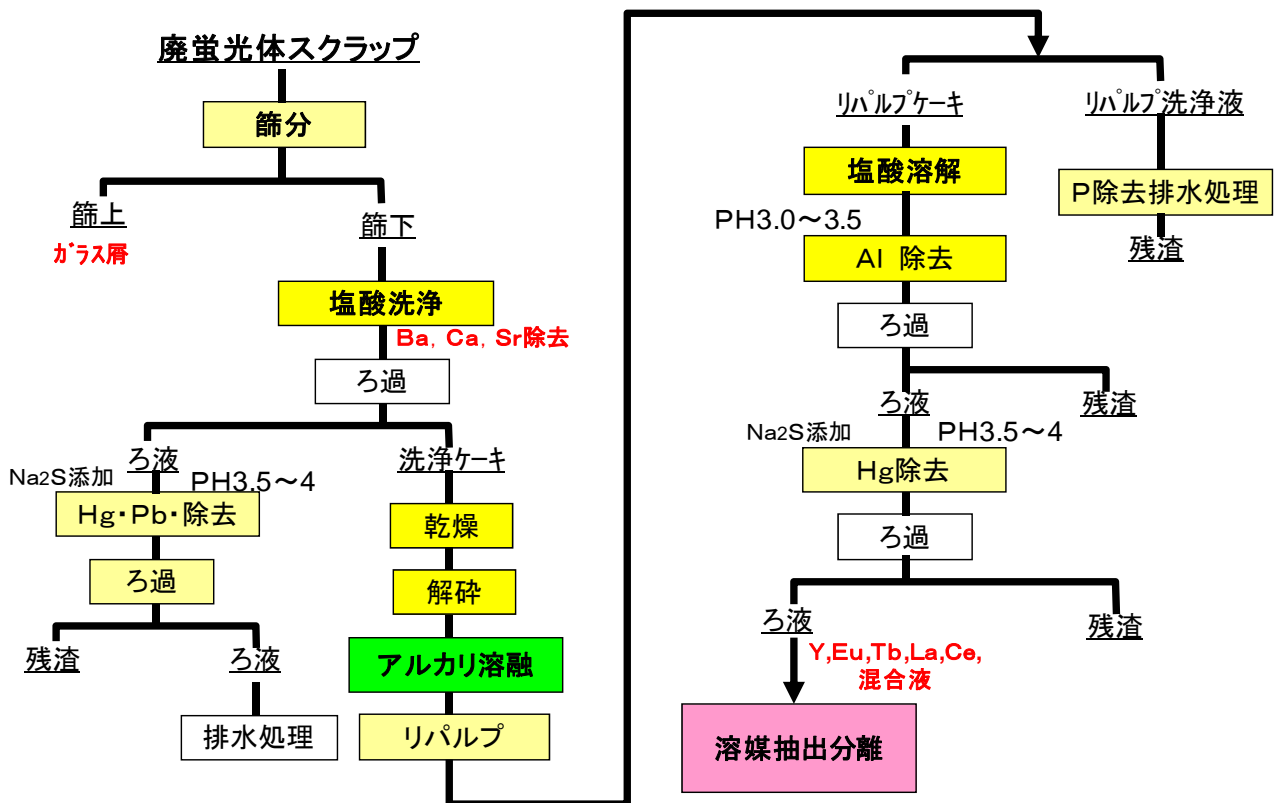 廃蛍光体スクラップ
篩分
篩上
ガラス屑
篩下
塩酸洗浄
Ba, Ca, Sr除去
ろ過
ろ液
Na2S添加
PH3.5～4
Hg・Pb・除去
ろ過
残渣
ろ液
排水処理
洗浄ケーキ
乾燥
解砕
アルカリ溶融
リパルプ
リパルプケーキ
塩酸溶解
PH3.0～3.5
Al 除去
ろ過
ろ液
残渣
Na2S添加
PH3.5～4
Hg除去
ろ過
ろ液
残渣
Y,Eu,Tb,La,Ce,
混合液
溶媒抽出分離
リパルプ洗浄液
P除去排水処理
残渣